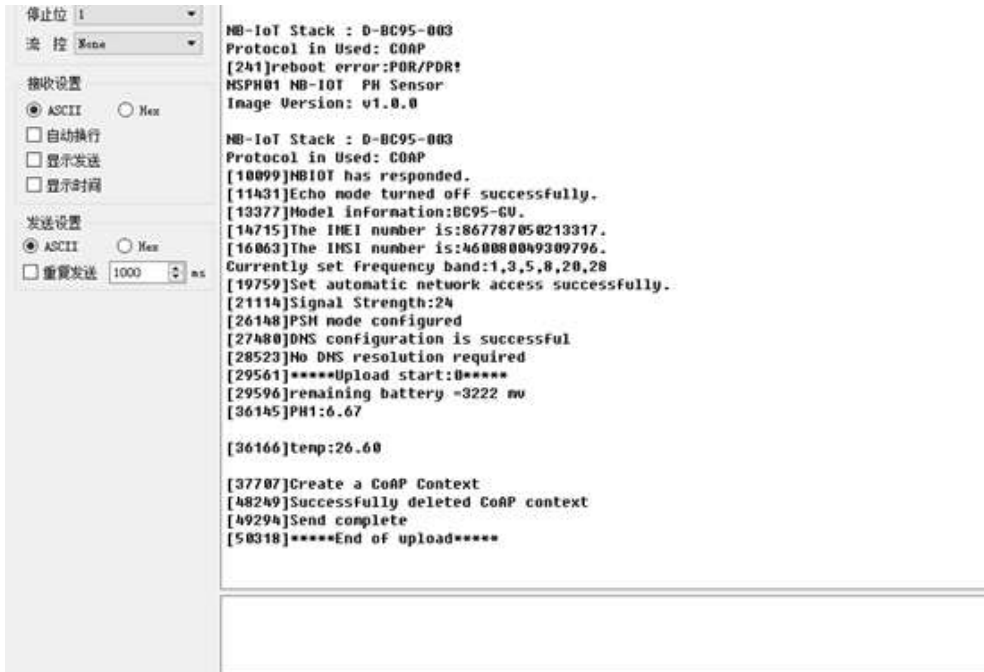 停止位 1
流 控 None
接收设置
ASCII Hex
自动换行
显示发送
显示时间
发送设置
ASCII Hex
重复发送 1000 ms
NB-IoT Stack : D-BC95-003
Protocol in Used: COAP
[241]reboot error:POR/PDR!
NSPH01 NB-IOT  PH Sensor
Image Version: v1.0.0
NB-IoT Stack : D-BC95-003
Protocol in Used: COAP
[10099]NBIOT has responded.
[11431]Echo mode turned off successfully.
[13377]Model information:BC95-GV.
[14715]The IMEI number is:867787050213317.
[16063]The IMSI number is:460080049309796.
Currently set frequency band:1,3,5,8,20,28
[19759]Set automatic network access successfully.
[21114]Signal Strength:24
[26148]PSM mode configured
[27480]DNS configuration is successful
[28523]No DNS resolution required
[29561]*****Upload start:0*****
[29596]remaining battery =3222 mv
[36145]PH1:6.67
[36166]temp:26.60
[37707]Create a CoAP Context
[48249]Successfully deleted CoAP context
[49294]Send complete
[50318]*****End of upload*****